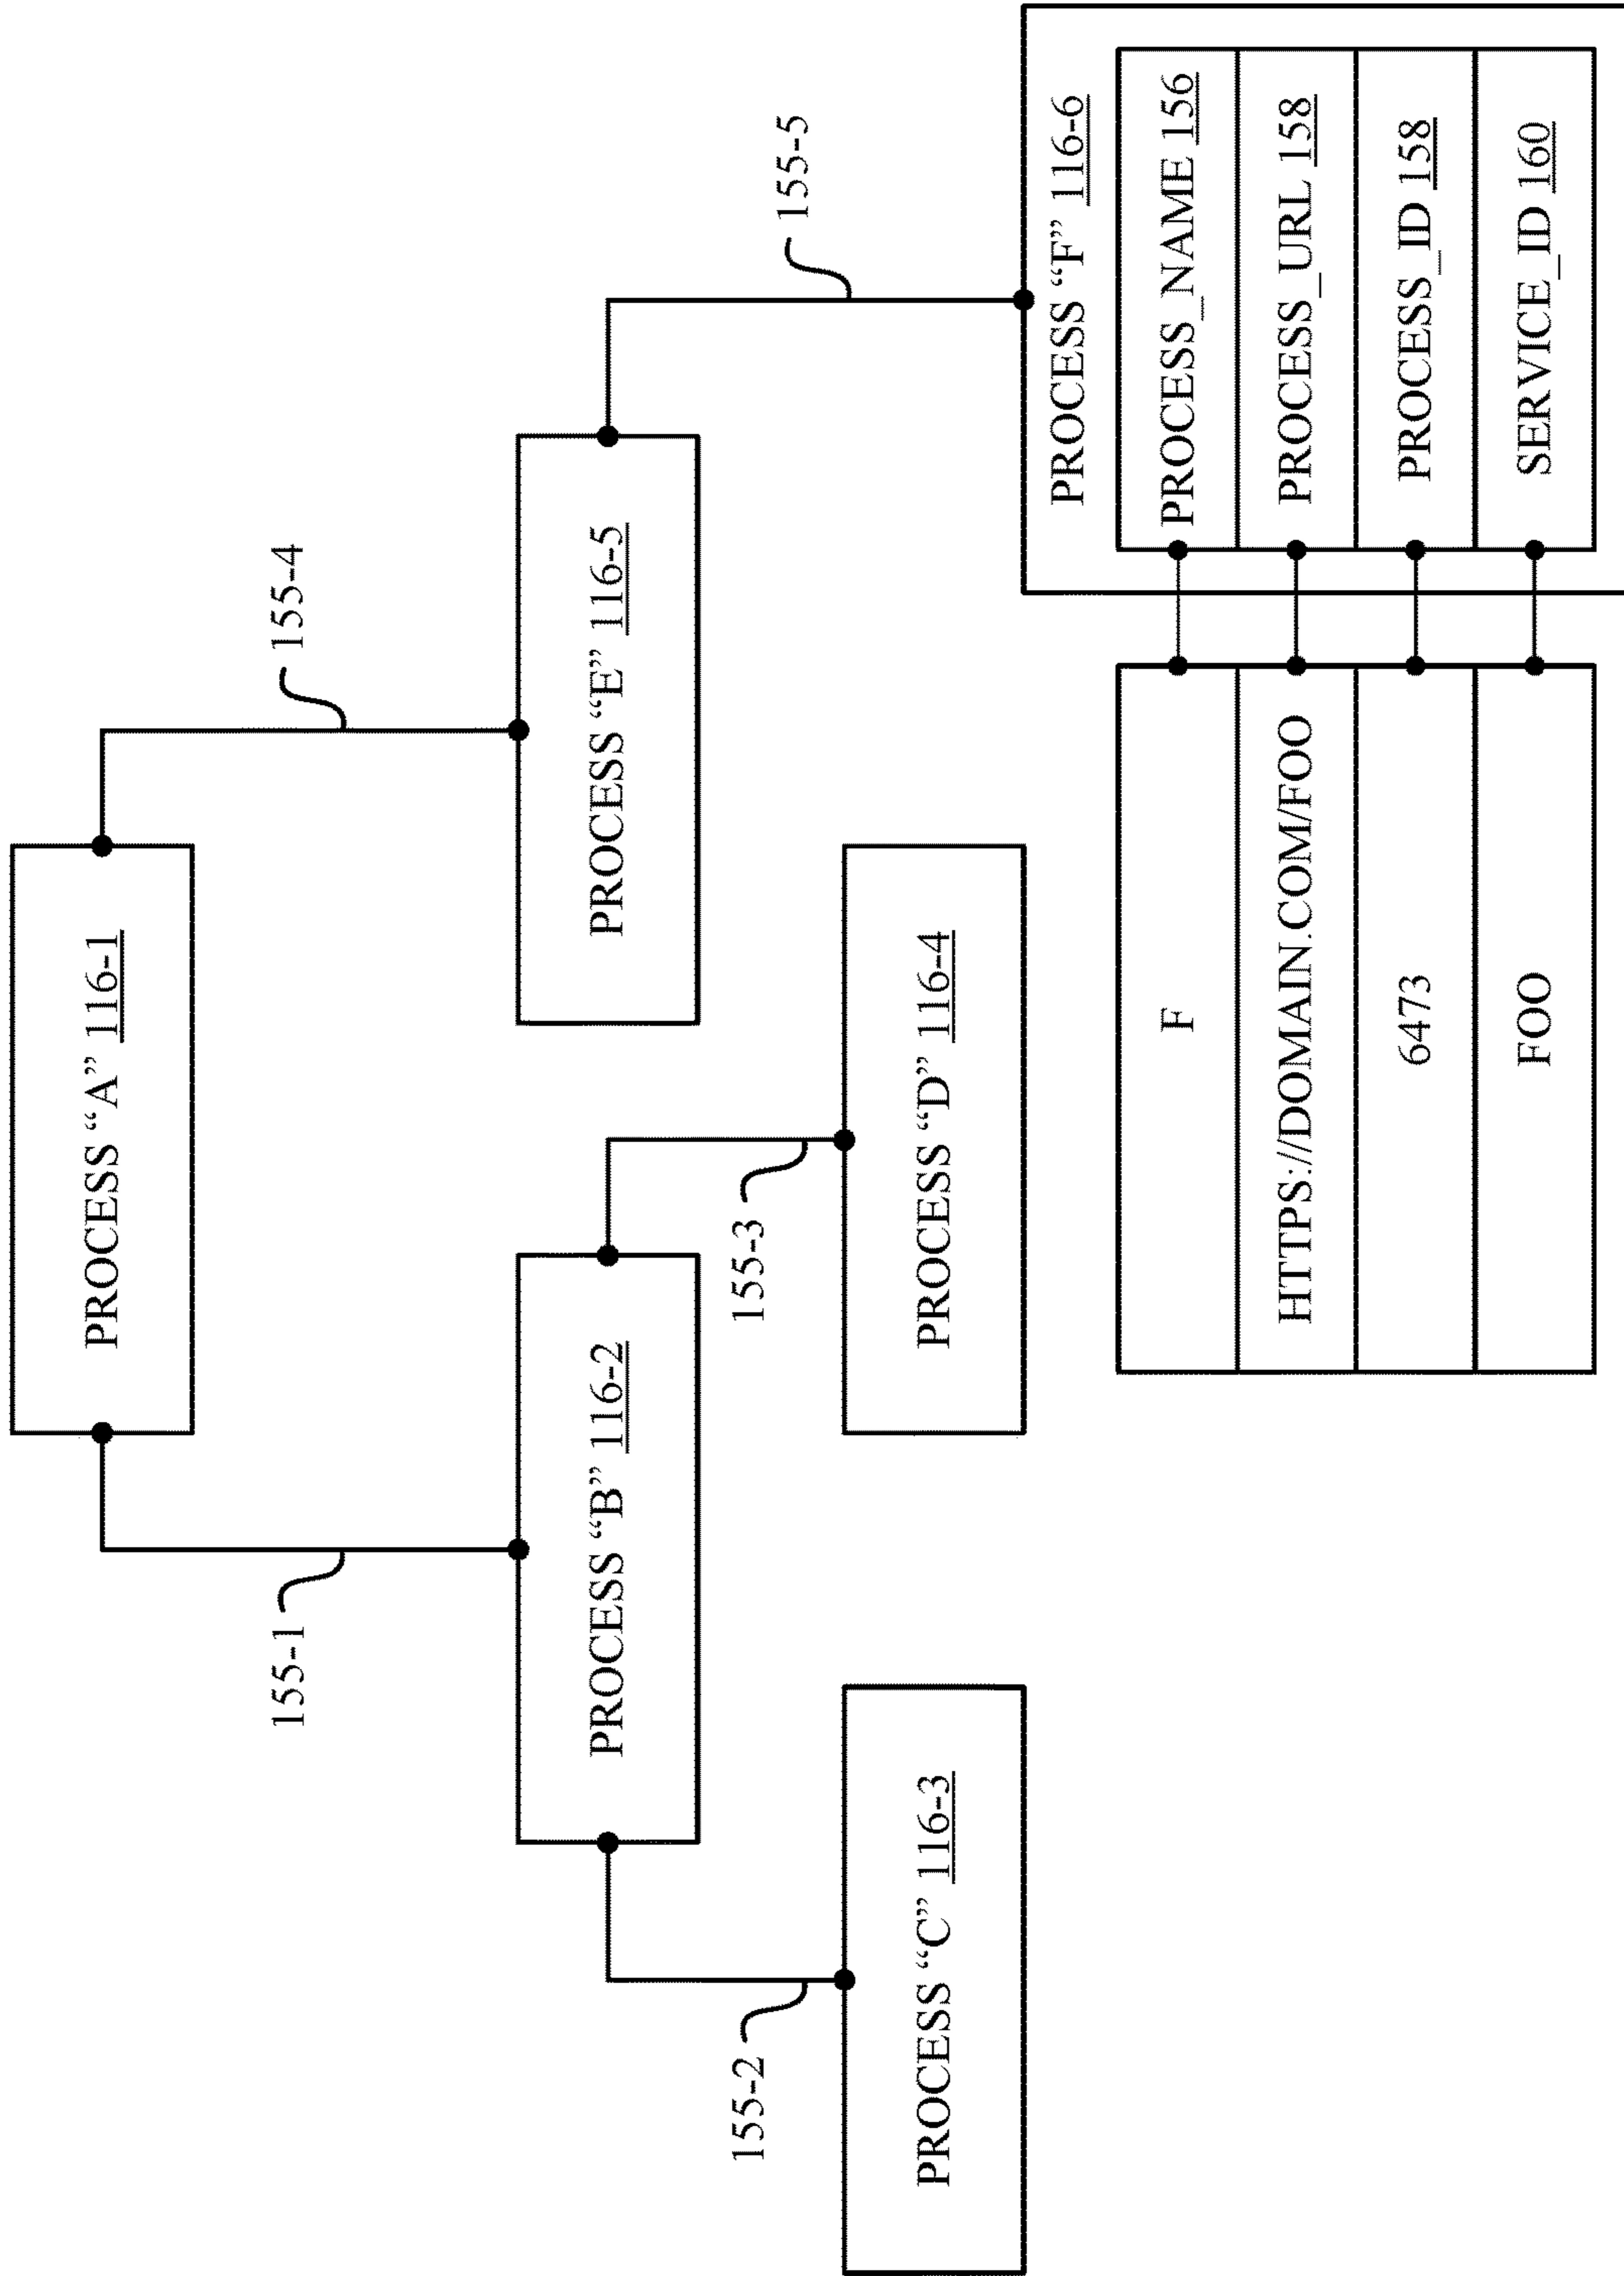 PROCESS “A” 116-1
155-1
155-4
PROCESS “B” 116-2
PROCESS “E” 116-5
155-2
155-3
155-5
PROCESS “C” 116-3
PROCESS “D” 116-4
PROCESS “F” 116-6
F
PROCESS_NAME 156
HTTPS://DOMAIN.COM/FOO
PROCESS_URL 158
6473
PROCESS_ID 158
FOO
SERVICE_ID 160